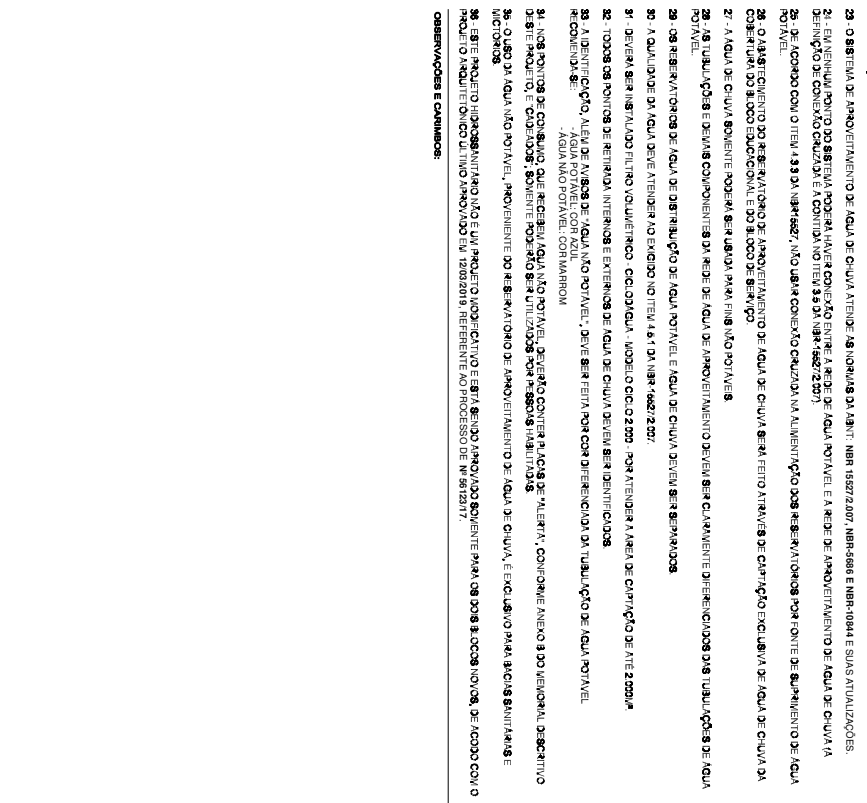 23 - O SISTEMA DE APROVEITAMENTO DE ÁGUA DE CHUVA ATENDE AS NORMAS DA ABNT: NBR 15527/2.007, NBR-5686 E NBR-10844 E SUAS ATUALIZAÇÕES.
24 - EM NENHUM PONTO DO SISTEMA PODERÁ HAVER CONEXÃO ENTRE A REDE DE ÁGUA POTÁVEL E A REDE DE APROVEITAMENTO DE ÁGUA DE CHUVA (A
DEFINIÇÃO DE CONEXÃO CRUZADA É A CONTIDA NO ITEM 3.5 DA NBR-15527/2.007).
25 - DE ACORDO COM O ITEM 4.3.3 DA NBR15527, NÃO USAR CONEXÃO CRUZADA NA ALIMENTAÇÃO DOS RESERVATÓRIOS POR FONTE DE SUPRIMENTO DE ÁGUA
POTÁVEL.
26 - O ABASTECIMENTO DO RESERVATÓRIO DE APROVEITAMENTO DE ÁGUA DE CHUVA SERÁ FEITO ATRAVÉS DE CAPTAÇÃO EXCLUSIVA DE ÁGUA DE CHUVA DA
COBERTURA DO BLOCO EDUCACIONAL E DO BLOCO DE SERVIÇO.
27 - A ÁGUA DE CHUVA SOMENTE PODERÁ SER USADA PARA FINS NÃO POTÁVEIS.
28 - AS TUBULAÇÕES E DEMAIS COMPONENTES DA REDE DE ÁGUA DE APROVEITAMENTO DEVEM SER CLARAMENTE DIFERENCIADOS DAS TUBULAÇÕES DE ÁGUA
POTÁVEL.
29 - OS RESERVATÓRIOS DE ÁGUA DE DISTRIBUIÇÃO DE ÁGUA POTÁVEL E ÁGUA DE CHUVA DEVEM SER SEPARADOS.
30 - A QUALIDADE DA ÁGUA DEVE ATENDER AO EXIGIDO NO ITEM 4.5.1 DA NBR-15527/2.007.
31 - DEVERÁ SER INSTALADO FILTRO VOLUMÉTRICO - CICLODAGUA - MODELO CICLO 2.000 - POR ATENDER A ÁREA DE CAPTAÇÃO DE ATÉ 2.000M².
32 - TODOS OS PONTOS DE RETIRADA INTERNOS E EXTERNOS DE ÁGUA DE CHUVA DEVEM SER IDENTIFICADOS.
33 - A IDENTIFICAÇÃO, ALÉM DE AVISOS DE "ÁGUA NÃO POTÁVEL", DEVE SER FEITA POR COR DIFERENCIADA DA TUBULAÇÃO DE ÁGUA POTÁVEL
RECOMENDA-SE:
- ÁGUA POTÁVEL: COR AZUL
- ÁGUA NÃO POTÁVEL: COR MARROM
34 - NOS PONTOS DE CONSUMO, QUE RECEBEM ÁGUA NÃO POTÁVEL, DEVERÃO CONTER PLACAS DE "ALERTA", CONFORME ANEXO B DO MEMORIAL DESCRITIVO
DESTE PROJETO, E "CADEADOS"; SOMENTE PODERÃO SER UTILIZADOS POR PESSOAS HABILITADAS.
35 - O USO DA ÁGUA NÃO POTÁVEL, PROVENIENTE DO RESERVATÓRIO DE APROVEITAMENTO DE ÁGUA DE CHUVA, É EXCLUSIVO PARA BACIAS SANITÁRIAS E
MICTÓRIOS.
36 - ESTE PROJETO HIDROSSANITÁRIO NÃO É UM PROJETO MODIFICATIVO E ESTÁ SENDO APROVADO SOMENTE PARA OS DOIS BLOCOS NOVOS, DE ACODO COM O
PROJETO ARQUITETÔNICO ÚLTIMO APROVADO EM 12/03/2019, REFERENTE AO PROCESSO DE Nº 56123/17.
OBSERVAÇÕES E CARIMBOS: